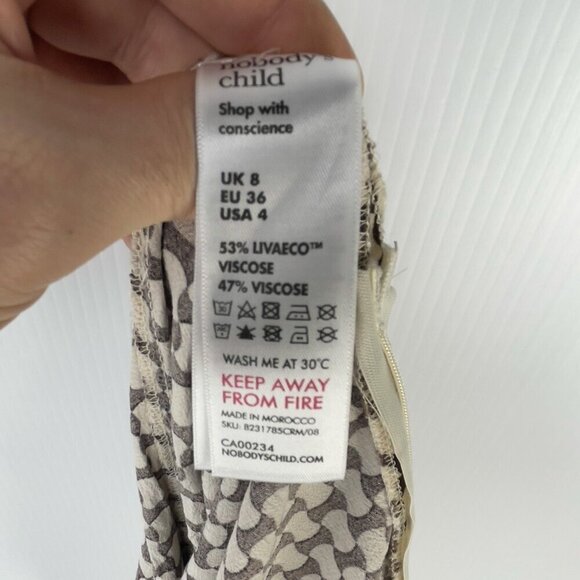 nobody's
child
Shop with
conscience
UK 8
EU 36
USA 4
53% LIVAECO™
VISCOSE
47% VISCOSE
WASH ME AT 30°C
KEEP AWAY
FROM FIRE
MADE IN MOROCCO
SKU: B231785CRM/08
CA00234
NOBODYSCHILD.COM